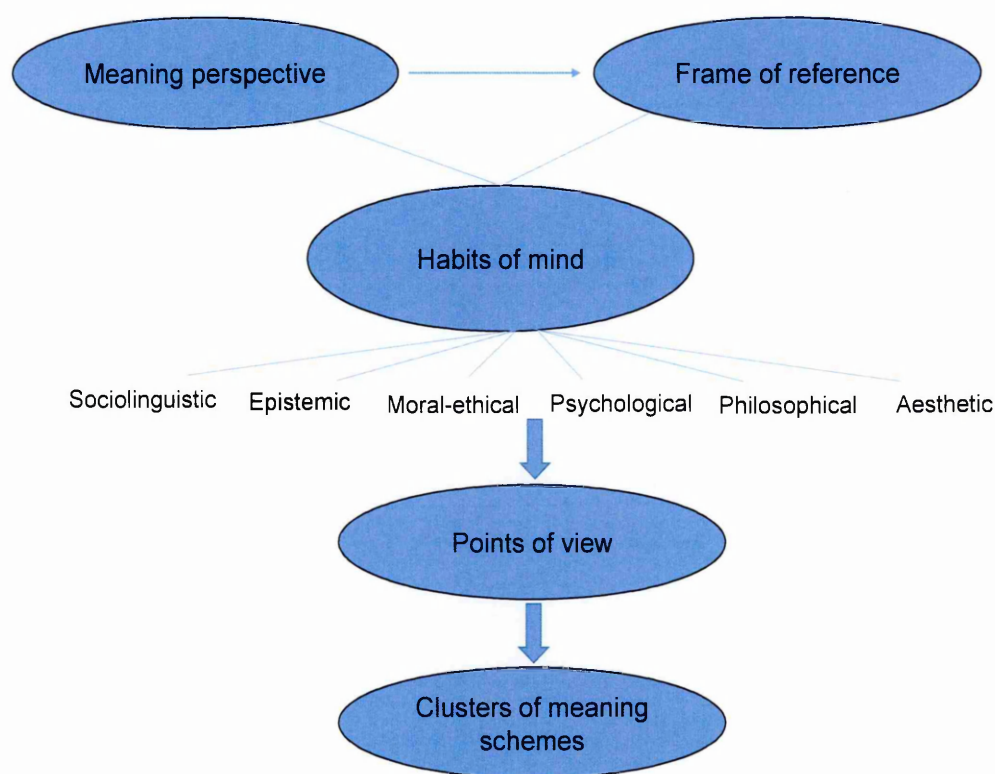 Meaning perspective
Frame of reference
Habits of mind
Sociolinguistic Epistemic Moral-ethical Psychological Philosophical Aesthetic
Points of view
Clusters of meaning
schemes